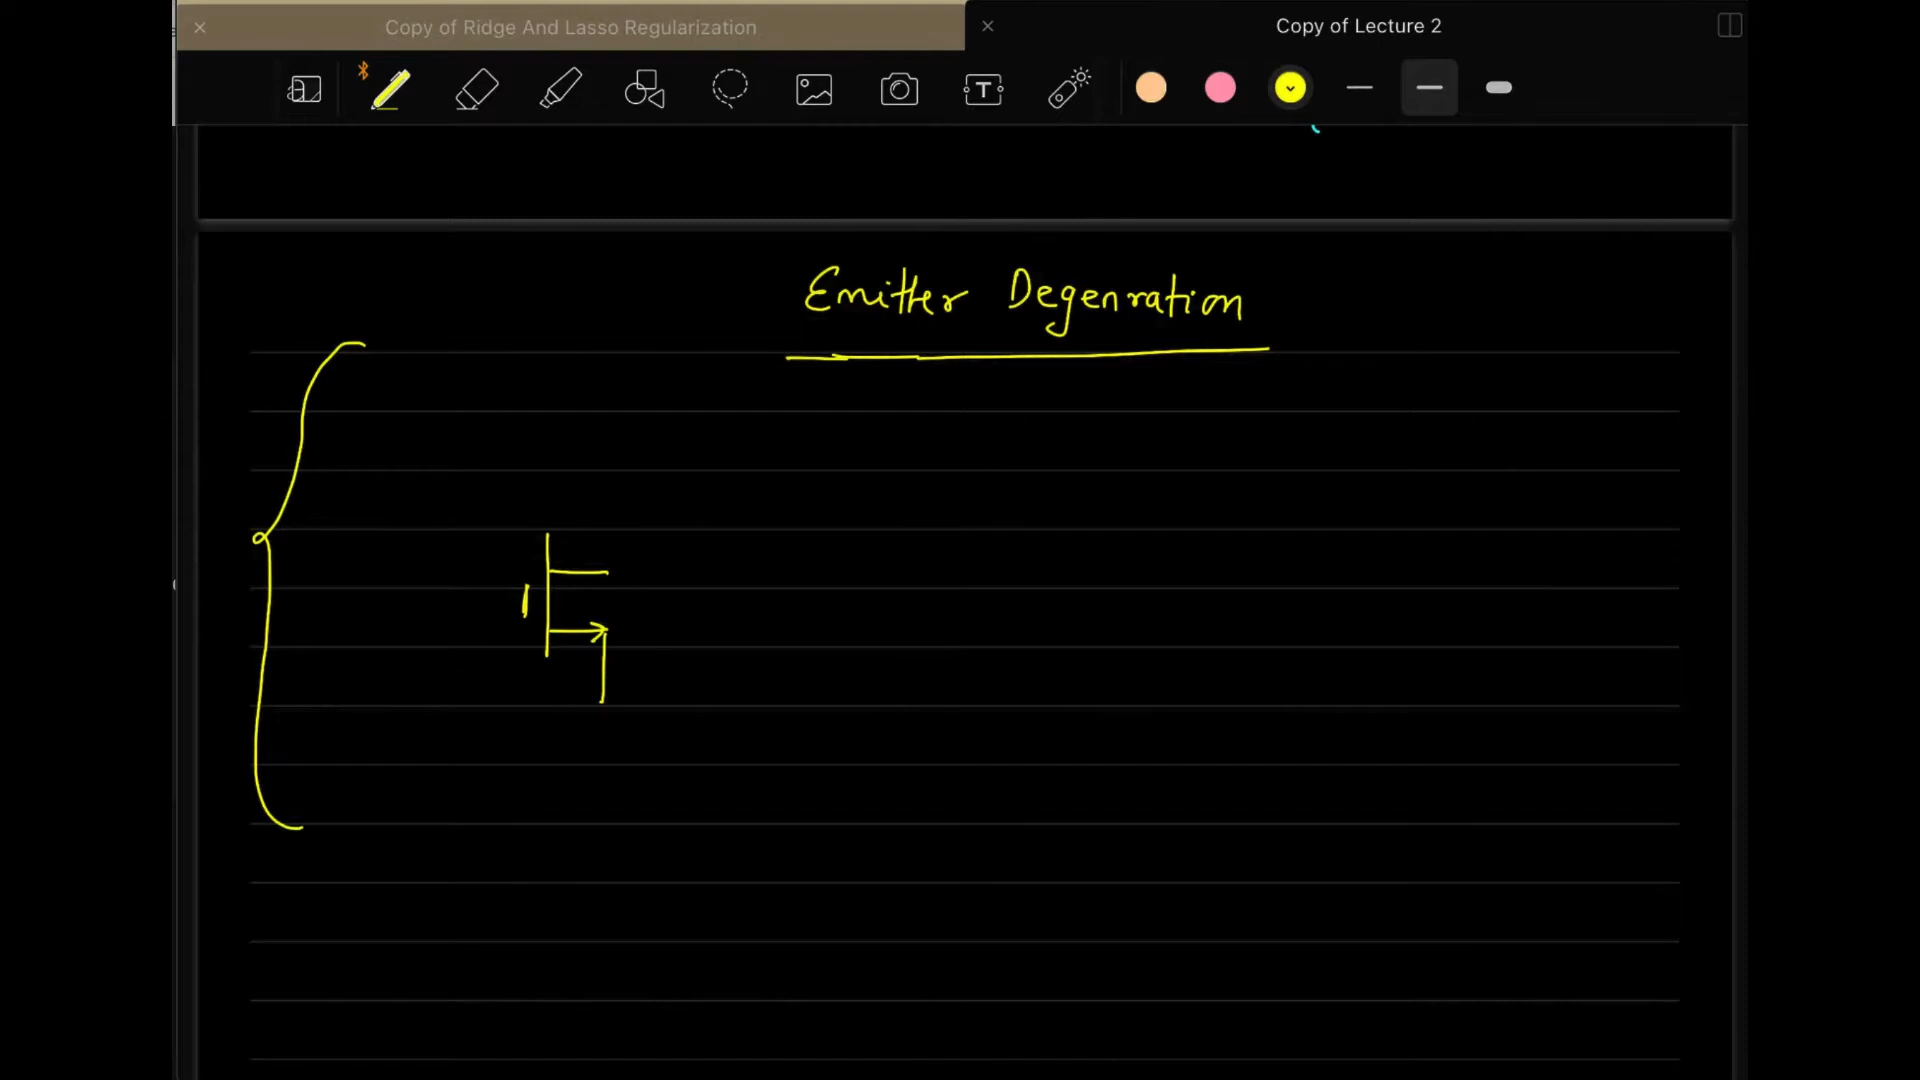 Copy of Ridge And Lasso Regularization
Copy of Lecture 2
Emitter Degenration